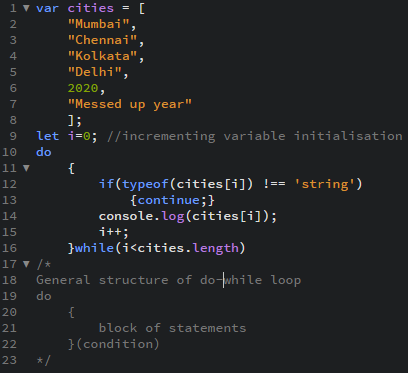 1 var cities = [
2 "Mumbai",
3 "Chennai",
4 "Kolkata",
5 "Delhi",
6 2020,
7 "Messed up year"
8 ];
9 let i=0; //incrementing variable initialisation
10 do
11 {
12 if(typeof(cities[i]) !== 'string')
13 {continue;}
14 console.log(cities[i]);
15 i++;
16 }while(i<cities.length)
17 /*
18 General structure of do-while loop
19 do
20 {
21 block of statements
22 }(condition)
23 */